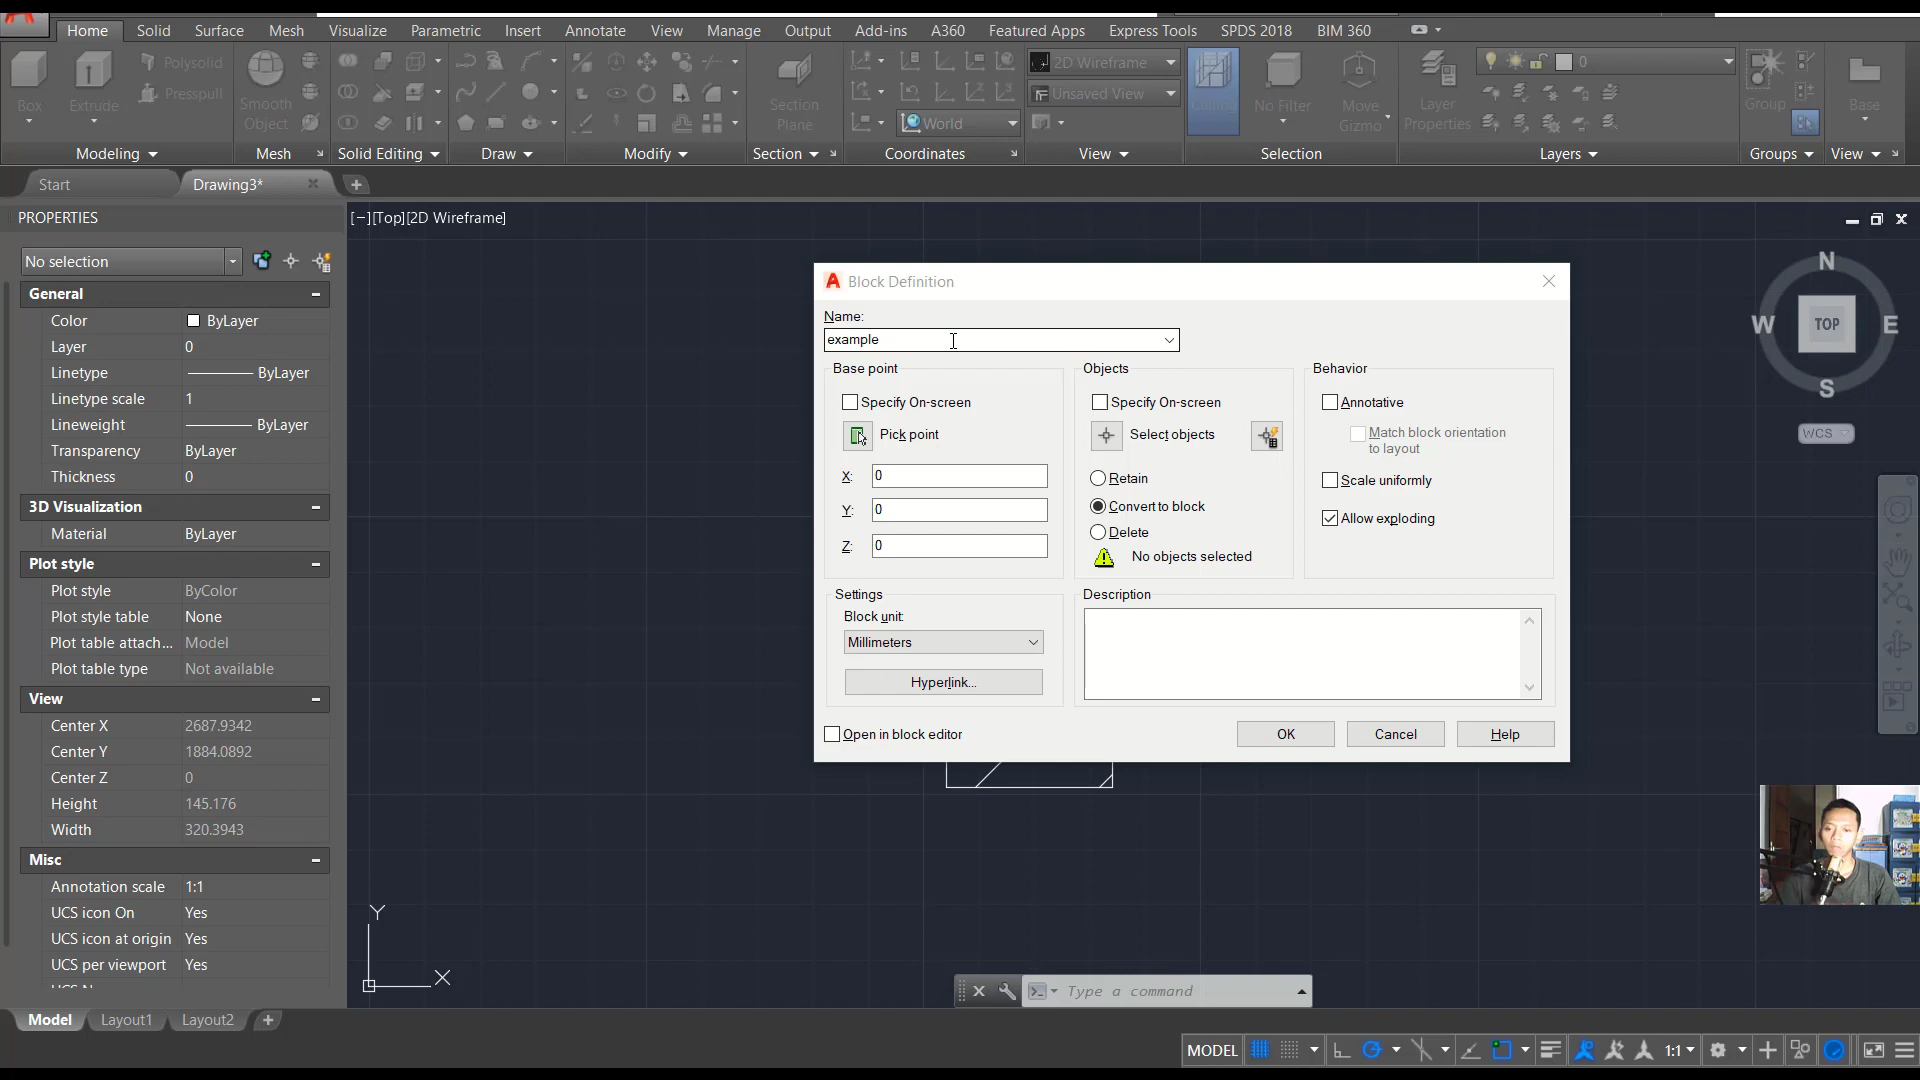 Home Solid Surface Mesh Visualize Parametric Insert Annotate View Manage Output Add-ins A360 Featured Apps Express Tools SPDS 2018 BIM 360
Box Extrude Polysolid Presspull
Smooth Object
Section Plane
2D Wireframe
Unsaved View
World
Culling
No Filter
Move Gizmo
Layer Properties
0
Group
Base
Modeling Mesh Solid Editing Draw Modify Section Coordinates View Selection Layers Groups View
Start Drawing3*
PROPERTIES
[−][Top][2D Wireframe]
No selection
General
Color ByLayer
Layer 0
Linetype ByLayer
Linetype scale 1
Lineweight ByLayer
Transparency ByLayer
Thickness 0
3D Visualization
Material ByLayer
Plot style
Plot style ByColor
Plot style table None
Plot table attach... Model
Plot table type Not available
View
Center X 2687.9342
Center Y 1884.0892
Center Z 0
Height 145.176
Width 320.3943
Misc
Annotation scale 1:1
UCS icon On Yes
UCS icon at origin Yes
UCS per viewport Yes
Block Definition
Name:
example
Base point
Specify On-screen
Pick point
X: 0
Y: 0
Z: 0
Objects
Specify On-screen
Select objects
Retain
Convert to block
Delete
No objects selected
Behavior
Annotative
Match block orientation
to layout
Scale uniformly
Allow exploding
Settings
Block unit:
Millimeters
Hyperlink...
Description
Open in block editor
OK Cancel Help
N
W TOP E
S
WCS
Y
X
Type a command
Model Layout1 Layout2
MODEL 1:1